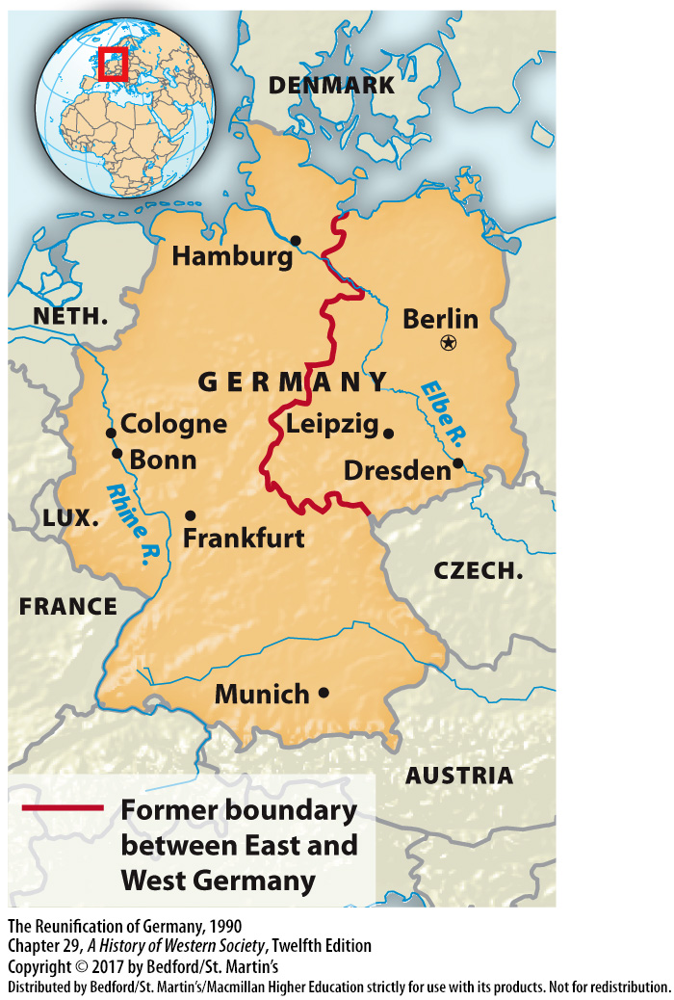 DENMARK
Hamburg
NETH.
Berlin
GERMANY
Elbe R.
Cologne
Leipzig
Bonn
Dresden
Rhine R.
LUX.
Frankfurt
CZECH.
FRANCE
Munich
AUSTRIA
Former boundary
between East and
West Germany
The Reunification of Germany, 1990
Chapter 29, A History of Western Society, Twelfth Edition
Copyright © 2017 by Bedford/St. Martin's
Distributed by Bedford/St. Martin's/Macmillan Higher Education strictly for use with its products. Not for redistribution.